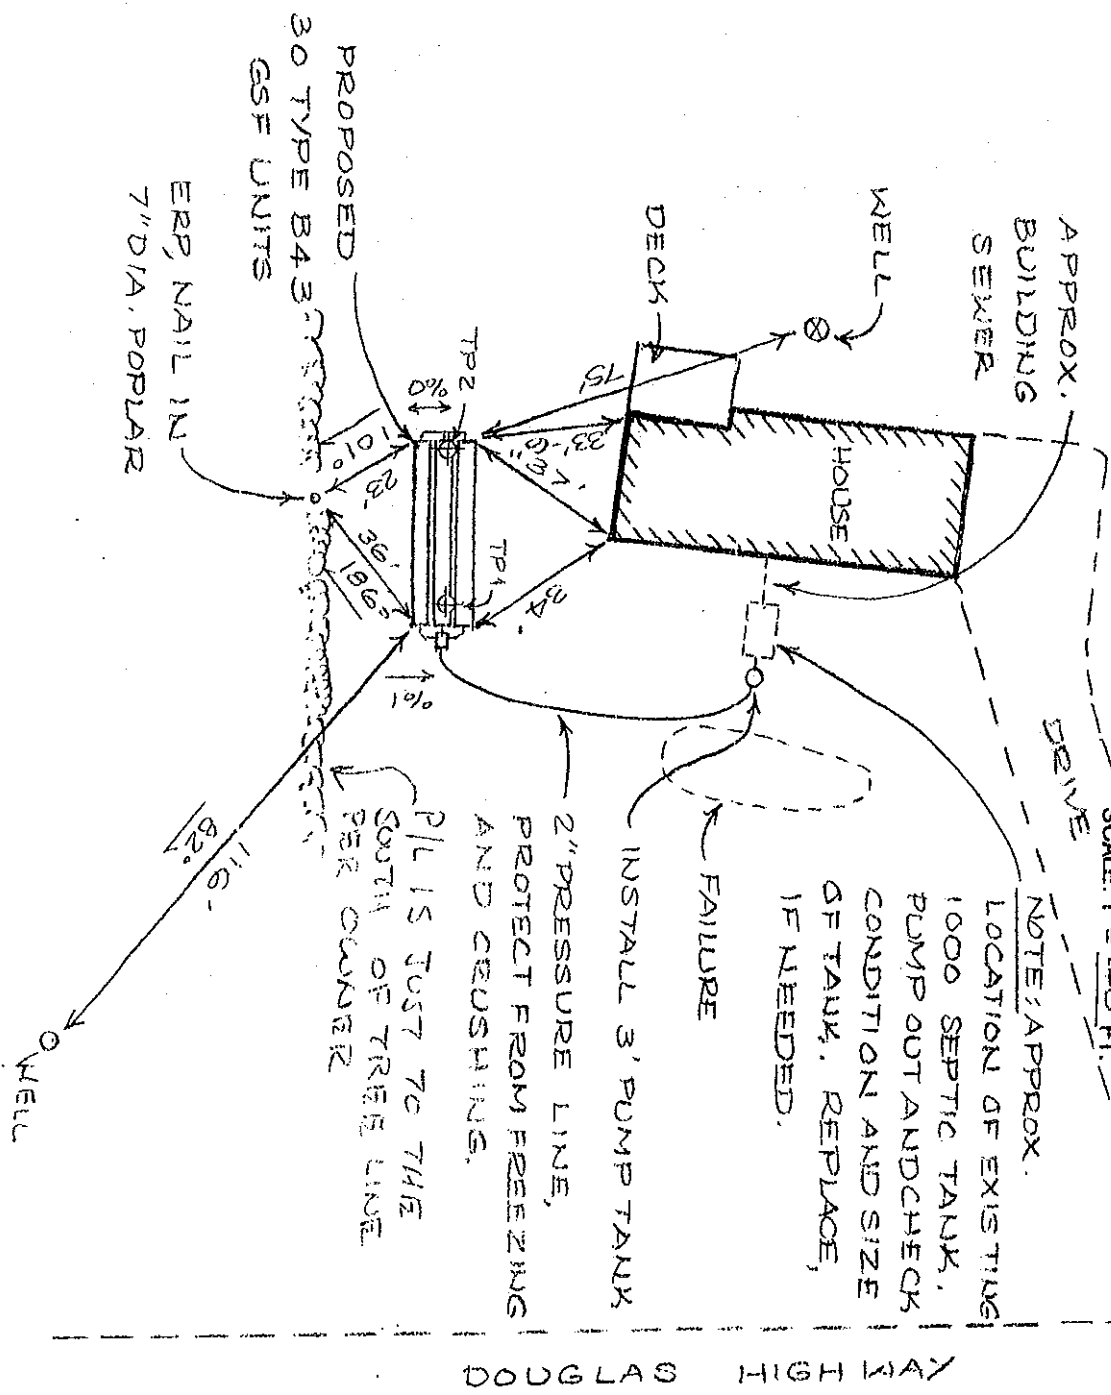 APPROX.
BUILDING
SEWER
WELL
DECK
PROPOSED
30 TYPE B43
GSF UNITS
ERP, NAIL IN
7" DIA. POPLAR
TP2
0%
101°
23'
36'
186°
TP1
1%
75'
33'-6"
34'
HOUSE
DRIVE
NOTE: APPROX.
LOCATION OF EXISTING
1000 SEPTIC TANK.
PUMP OUT AND CHECK
CONDITION AND SIZE
OF TANK. REPLACE,
IF NEEDED.
FAILURE
INSTALL 3' PUMP TANK
2" PRESSURE LINE,
PROTECT FROM FREEZING
AND CRUSHING.
P/L IS JUST TO THE
SOUTH OF TREE LINE
PER OWNER
116'
82°
WELL
DOUGLAS HIGHWAY